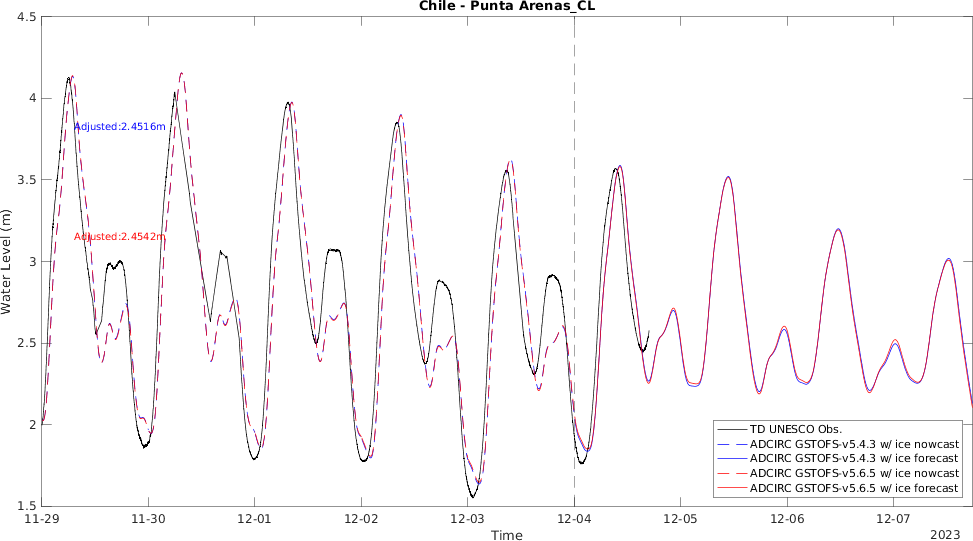 Chile - Punta Arenas_CL
4.5
4
3.5
3
2.5
2
1.5
Water Level (m)
Adjusted:2.4516m
Adjusted:2.4542m
TD UNESCO Obs.
ADCIRC GSTOFS-v5.4.3 w/ ice nowcast
ADCIRC GSTOFS-v5.4.3 w/ ice forecast
ADCIRC GSTOFS-v5.6.5 w/ ice nowcast
ADCIRC GSTOFS-v5.6.5 w/ ice forecast
11-29 11-30 12-01 12-02 12-03 12-04 12-05 12-06 12-07
Time
2023